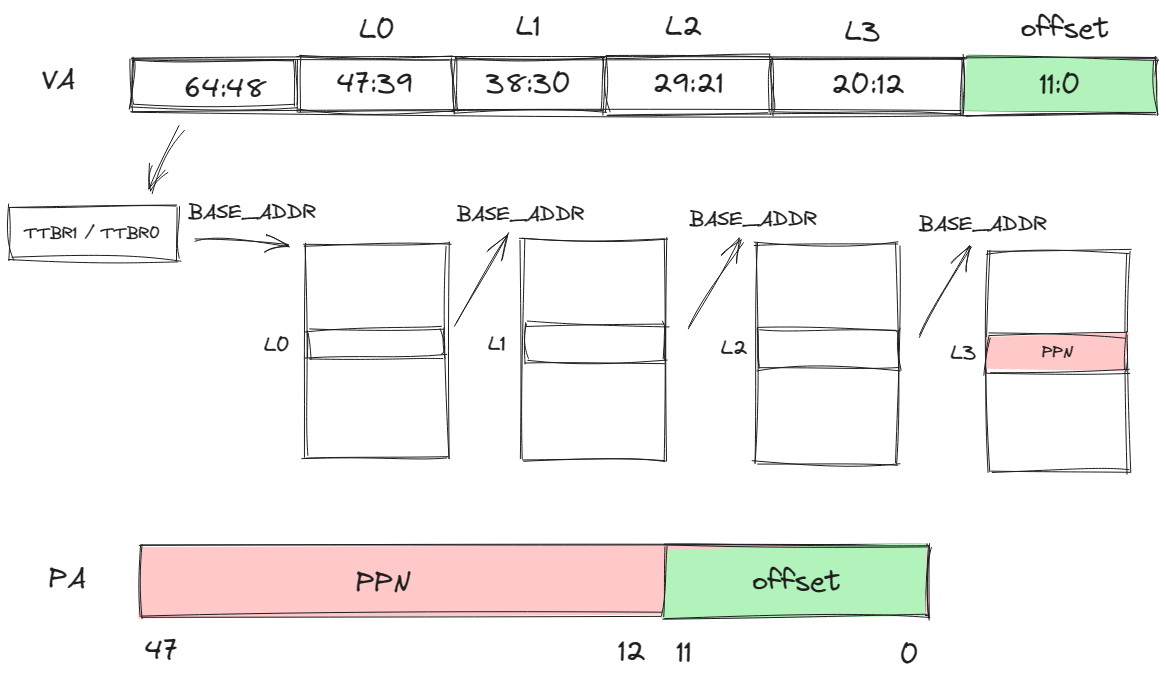 L0 L1 L2 L3 offset
VA 64:48 47:39 38:30 29:21 20:12 11:0
TTBR1 / TTBR0 BASE_ADDR BASE_ADDR BASE_ADDR BASE_ADDR
L0 L1 L2 L3 PPN
PA PPN offset
47 12 11 0